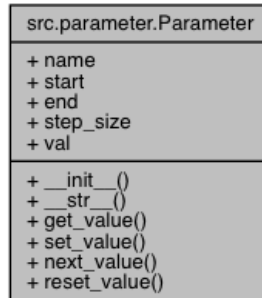 src.parameter.Parameter
+ name
+ start
+ end
+ step_size
+ val
+ __init__()
+ __str__()
+ get_value()
+ set_value()
+ next_value()
+ reset_value()